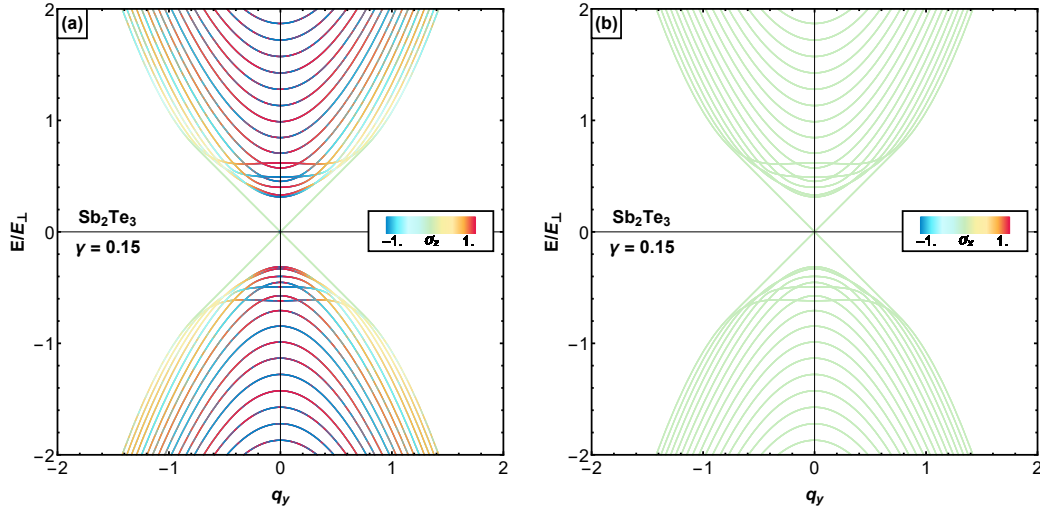 (a)
2
1
0
−1
−2
E/E⊥
Sb₂Te₃
γ = 0.15
−1. σz 1.
−2 −1 0 1 2
qy
(b)
2
1
0
−1
−2
E/E⊥
Sb₂Te₃
γ = 0.15
−1. σx 1.
−2 −1 0 1 2
qy